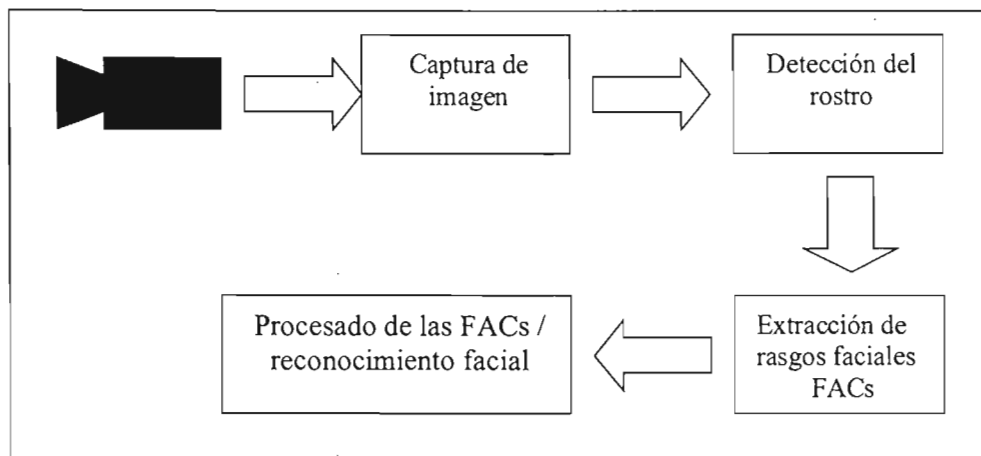 Captura de
imagen
Detección del
rostro
Extracción de
rasgos faciales
FACs
Procesado de las FACs /
reconocimiento facial